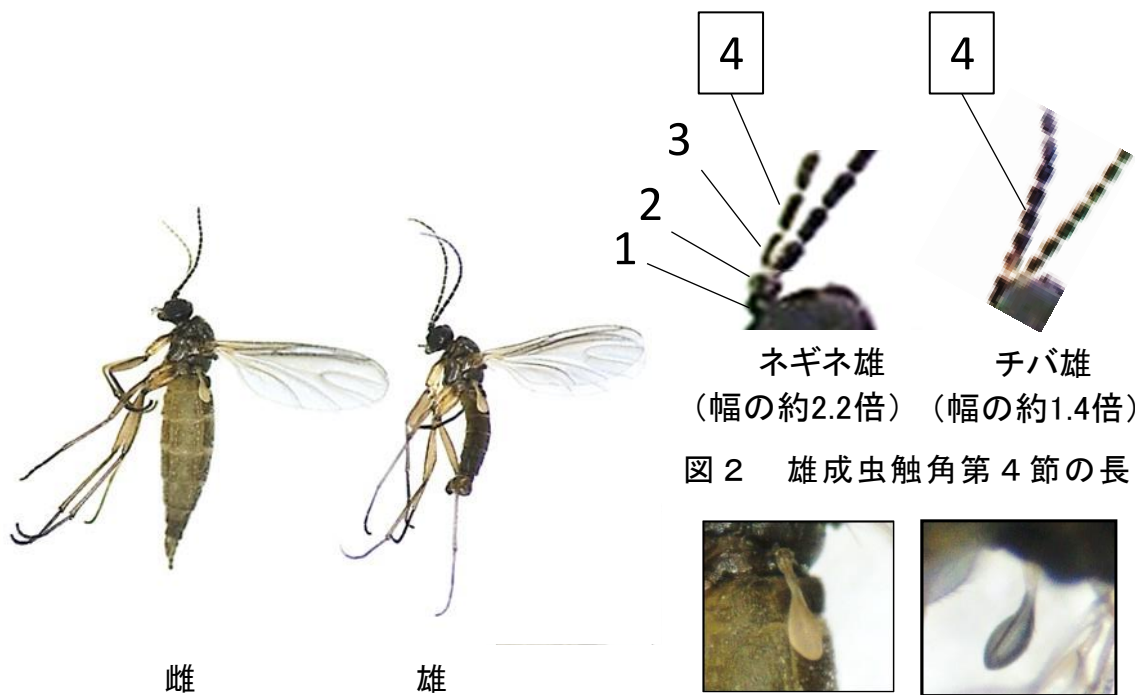 4
4
3
2
1
ネギネ雄
チバ雄
（幅の約2.2倍）
（幅の約1.4倍）
図２　雄成虫触角第４節の長
雌
雄